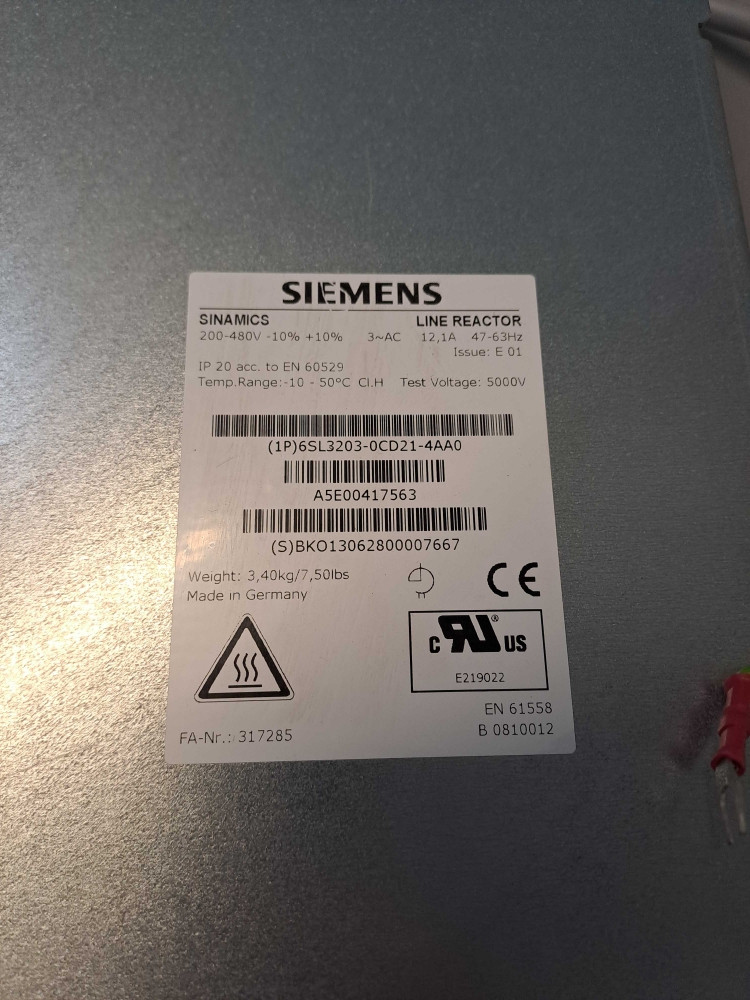 SIEMENS
SINAMICS LINE REACTOR
200-480V -10% +10% 3~AC 12,1A 47-63Hz
Issue: E 01
IP 20 acc. to EN 60529
Temp.Range:-10 - 50°C Cl.H Test Voltage: 5000V
(1P)6SL3203-0CD21-4AA0
A5E00417563
(S)BKO13062800007667
Weight: 3,40kg/7,50lbs
Made in Germany
CE
c RU ® US
E219022
EN 61558
FA-Nr.: 317285 B 0810012